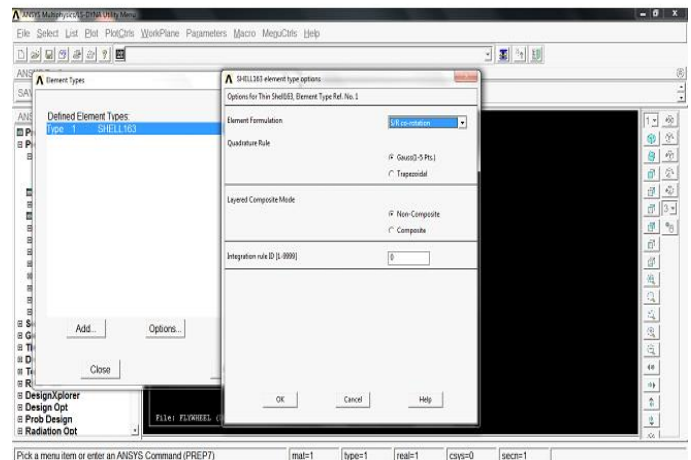 ANSYS Multiphysics/LS-DYNA Utility Menu
File Select List Plot PlotCtrls WorkPlane Parameters Macro MenuCtrls Help
ANS
Element Types
SHELL163 element type options
SA
Options for Thin Shell163, Element Type Ref. No. 1
ANS
Defined Element Types:
Type 1 SHELL163
Element Formulation
S/R co-rotation
Quadrature Rule
Gauss(1-5 Pts.)
Trapezoidal
Layered Composite Mode
Non-Composite
Composite
Integration rule ID [1-9999]
0
Add...
Options...
Close
OK
Cancel
Help
DesignXplorer
Design Opt
Prob Design
Radiation Opt
File: FLYWHEEL
Pick a menu item or enter an ANSYS Command (PREP7)
mat=1
type=1
real=1
csys=0
secn=1